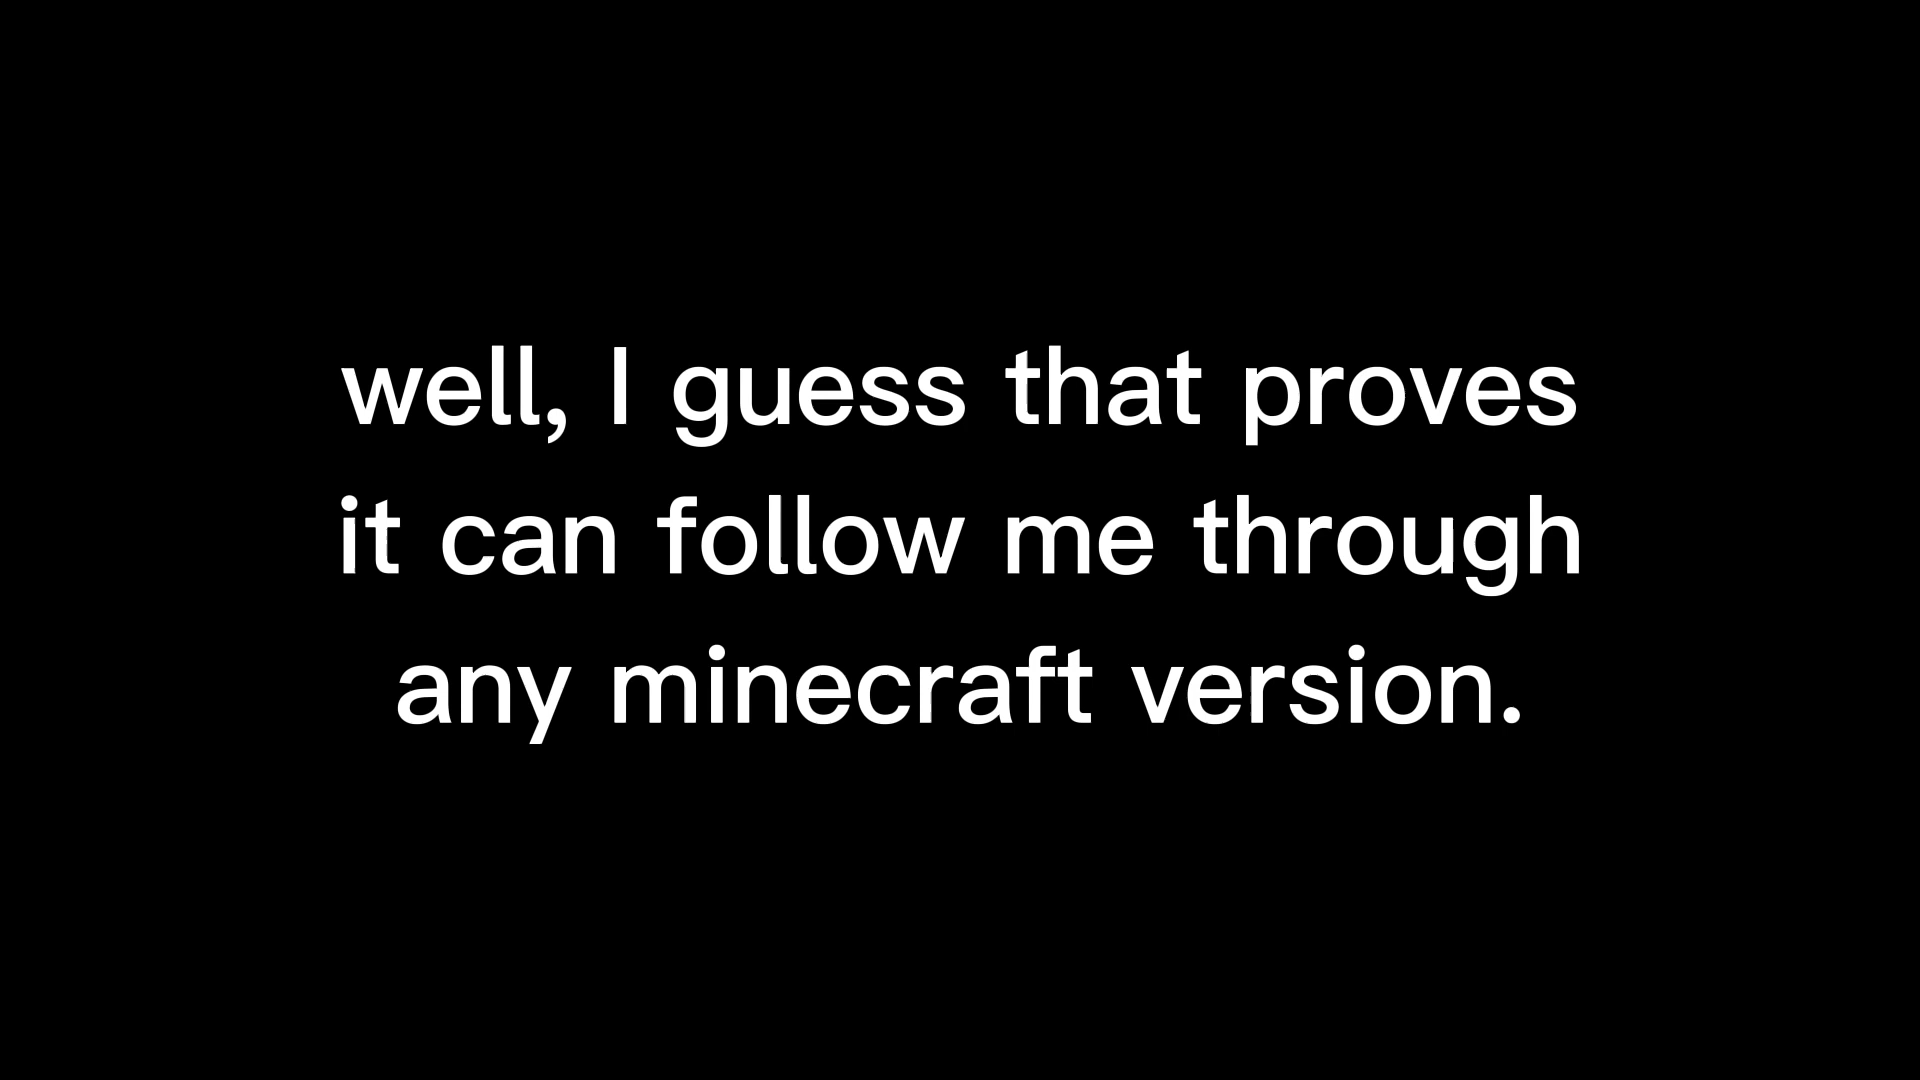 well, I guess that proves
it can follow me through
any minecraft version.